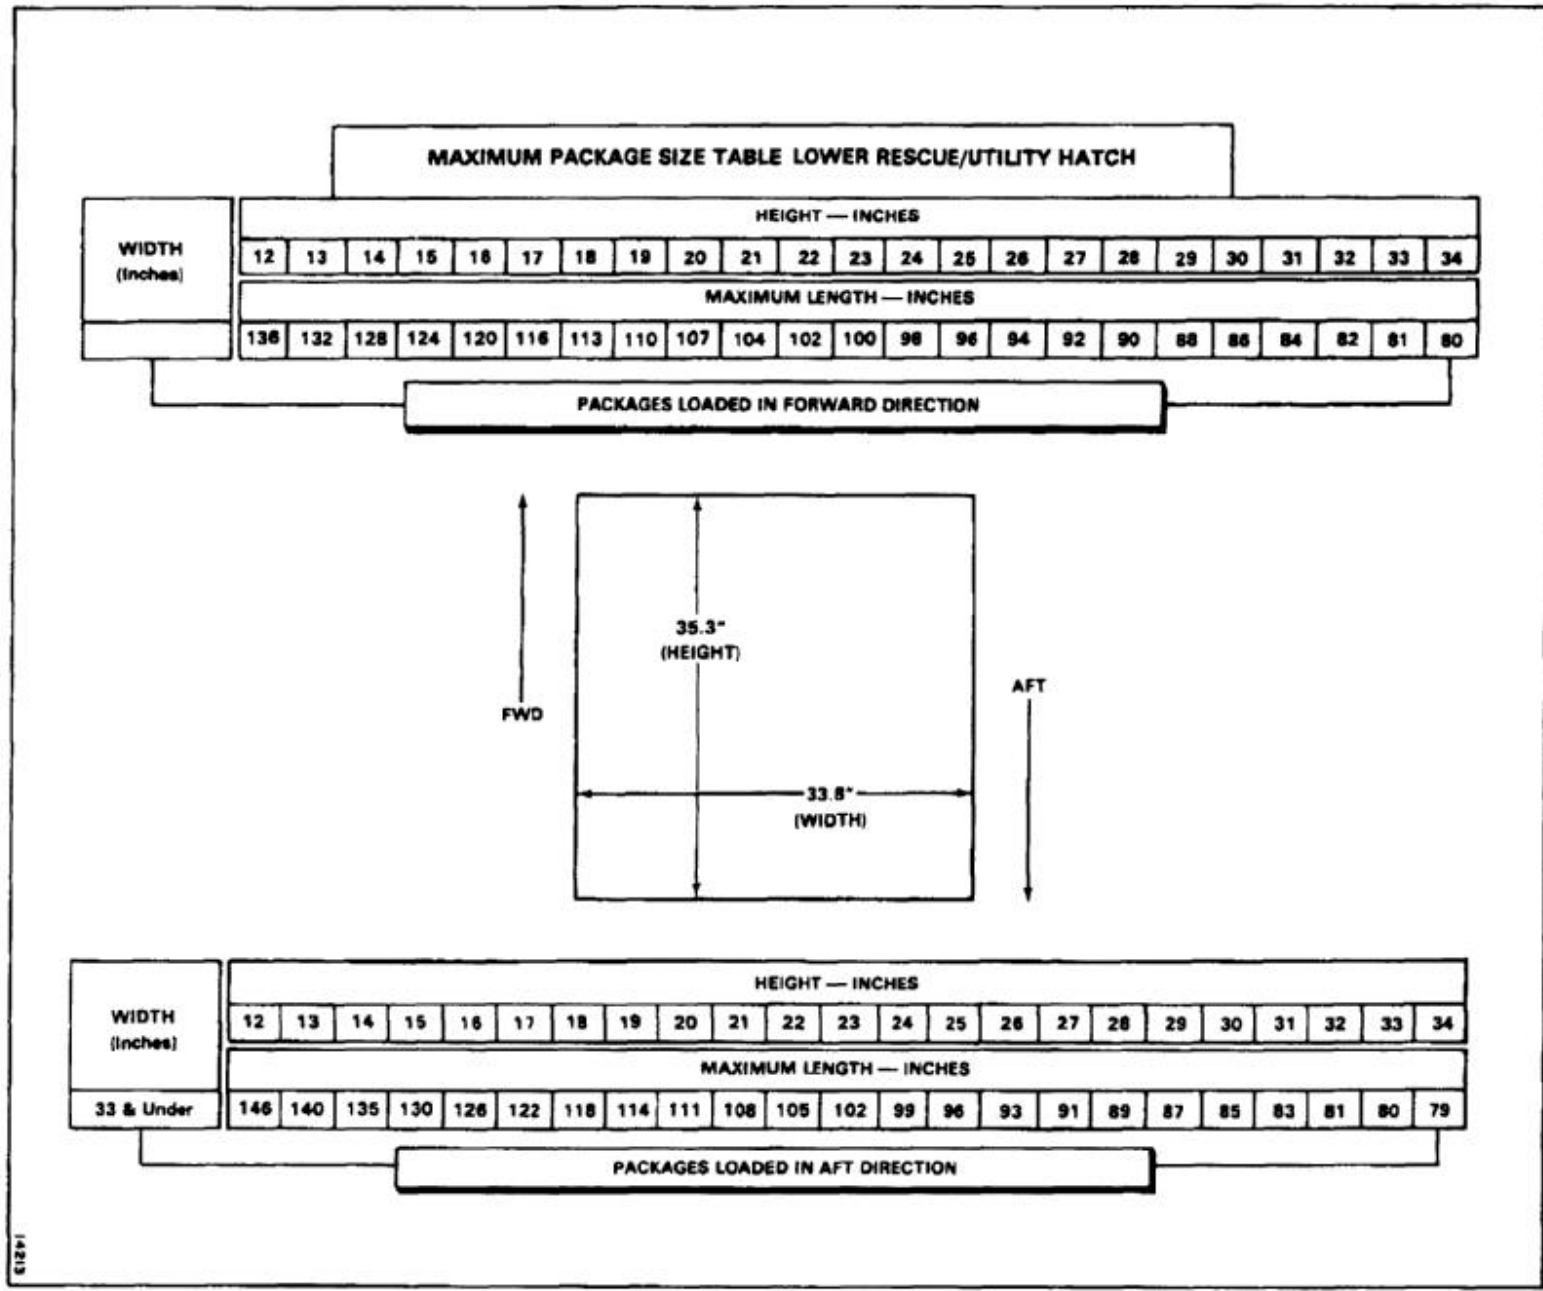 MAXIMUM PACKAGE SIZE TABLE LOWER RESCUE/UTILITY HATCH
WIDTH
(Inches)
HEIGHT — INCHES
12 13 14 15 16 17 18 19 20 21 22 23 24 25 26 27 28 29 30 31 32 33 34
MAXIMUM LENGTH — INCHES
136 132 128 124 120 116 113 110 107 104 102 100 98 96 94 92 90 88 86 84 82 81 80
PACKAGES LOADED IN FORWARD DIRECTION
35.3"
(HEIGHT)
FWD
AFT
33.8"
(WIDTH)
WIDTH
(Inches)
HEIGHT — INCHES
12 13 14 15 16 17 18 19 20 21 22 23 24 25 26 27 28 29 30 31 32 33 34
MAXIMUM LENGTH — INCHES
33 & Under 146 140 135 130 126 122 118 114 111 108 105 102 99 96 93 91 89 87 85 83 81 80 79
PACKAGES LOADED IN AFT DIRECTION
14213